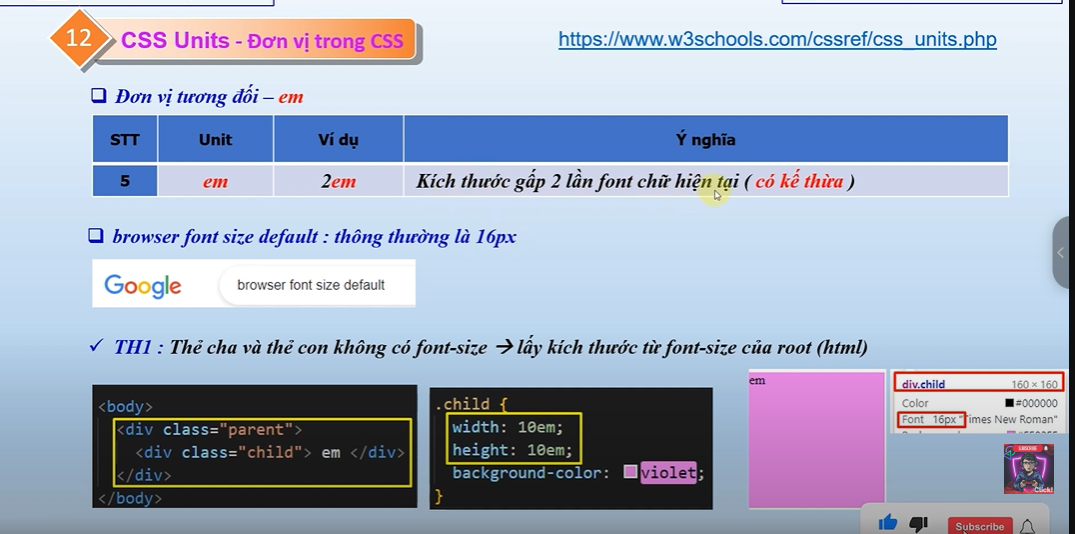 12
CSS Units - Đơn vị trong CSS
https://www.w3schools.com/cssref/css_units.php
❑ Đơn vị tương đối – em
STT Unit Ví dụ Ý nghĩa
5 em 2em Kích thước gấp 2 lần font chữ hiện tại ( có kế thừa )
❑ browser font size default : thông thường là 16px
Google browser font size default
✓ TH1 : Thẻ cha và thẻ con không có font-size → lấy kích thước từ font-size của root (html)
<body>
<div class="parent">
<div class="child"> em </div>
</div>
</body>
.child {
width: 10em;
height: 10em;
background-color: violet;
}
em
div.child 160 × 160
Color #000000
Font 16px "Times New Roman"
SUBSCRIBE
Click!
Subscribe